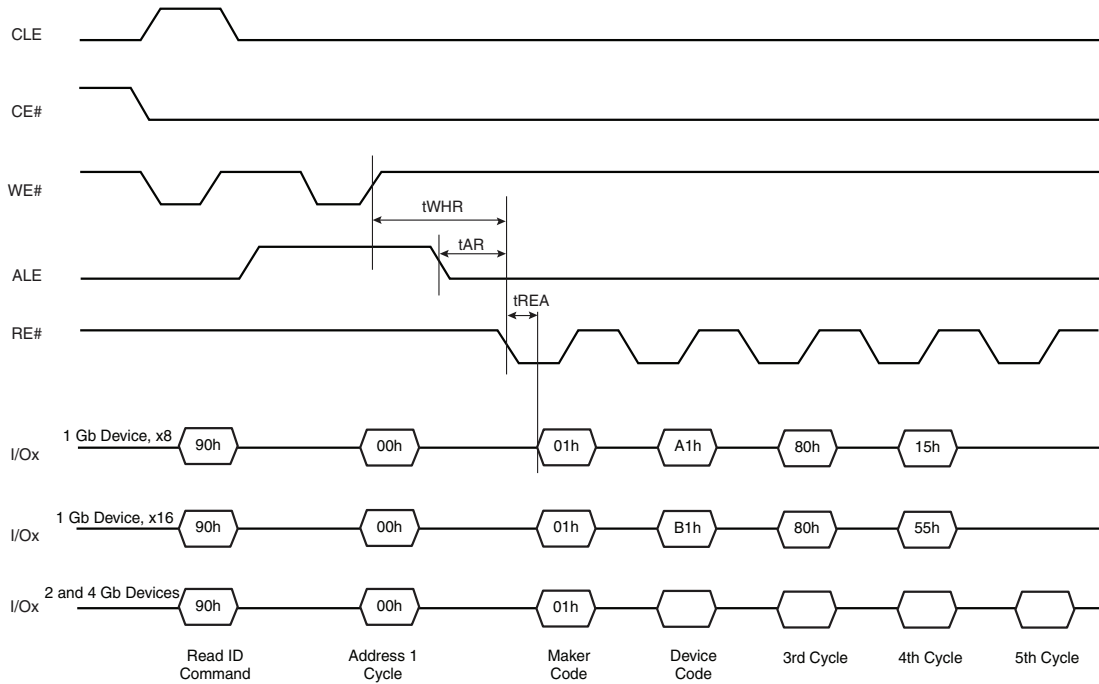 CLE
CE#
WE#
tWHR
tAR
ALE
tREA
RE#
1 Gb Device, x8
I/Ox
90h
00h
01h
A1h
80h
15h
1 Gb Device, x16
I/Ox
90h
00h
01h
B1h
80h
55h
2 and 4 Gb Devices
I/Ox
90h
00h
01h
Read ID
Command
Address 1
Cycle
Maker
Code
Device
Code
3rd Cycle
4th Cycle
5th Cycle